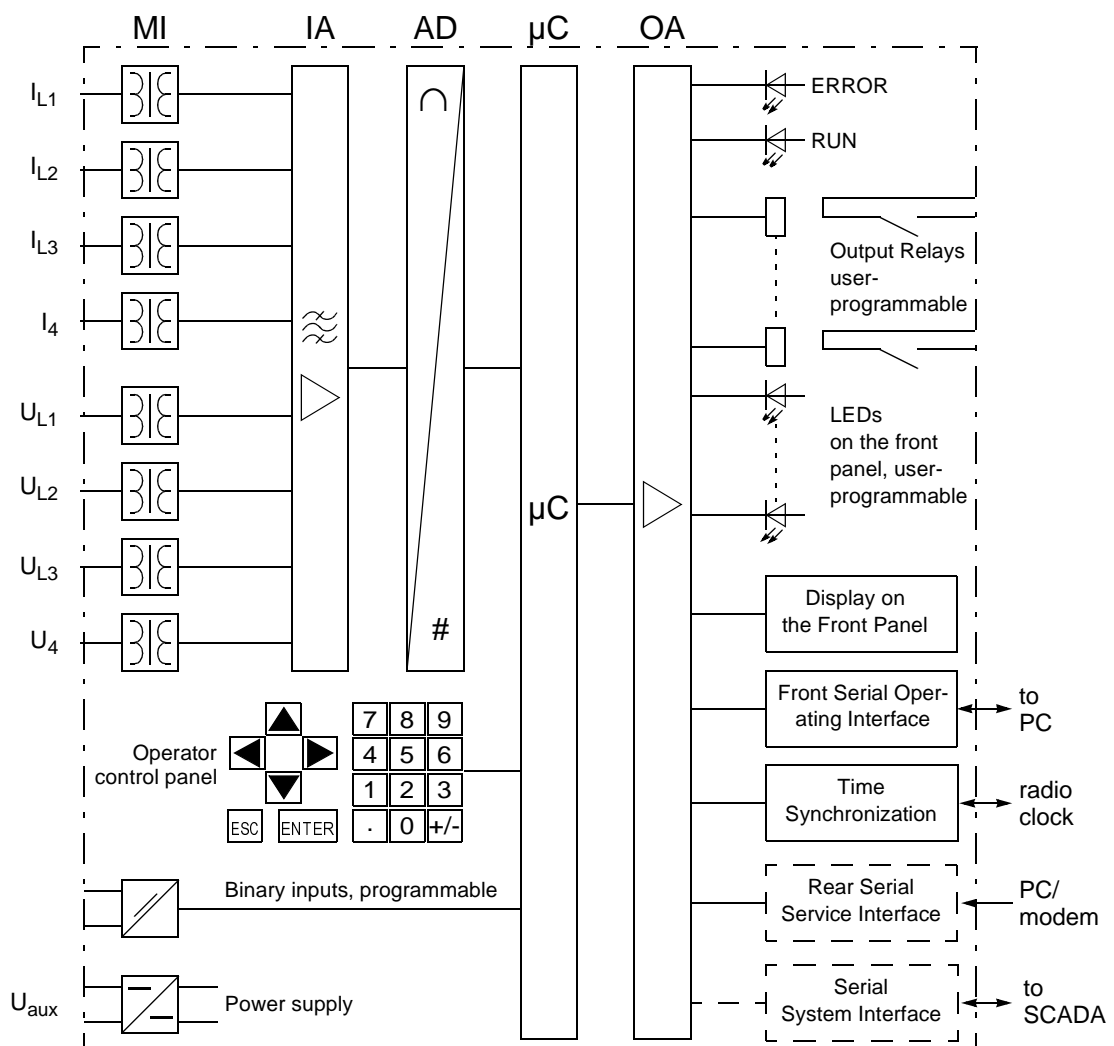 MI IA AD µC OA
I_L1
I_L2
I_L3
I_4
U_L1
U_L2
U_L3
U_4
∩
#
µC
ERROR
RUN
Output Relays
user-
programmable
LEDs
on the front
panel, user-
programmable
Display on
the Front Panel
Front Serial Oper-
ating Interface
to
PC
Time
Synchronization
radio
clock
Rear Serial
Service Interface
PC/
modem
Serial
System Interface
to
SCADA
Operator
control panel
ESC ENTER
7 8 9
4 5 6
1 2 3
. 0 +/-
Binary inputs, programmable
U_aux
Power supply